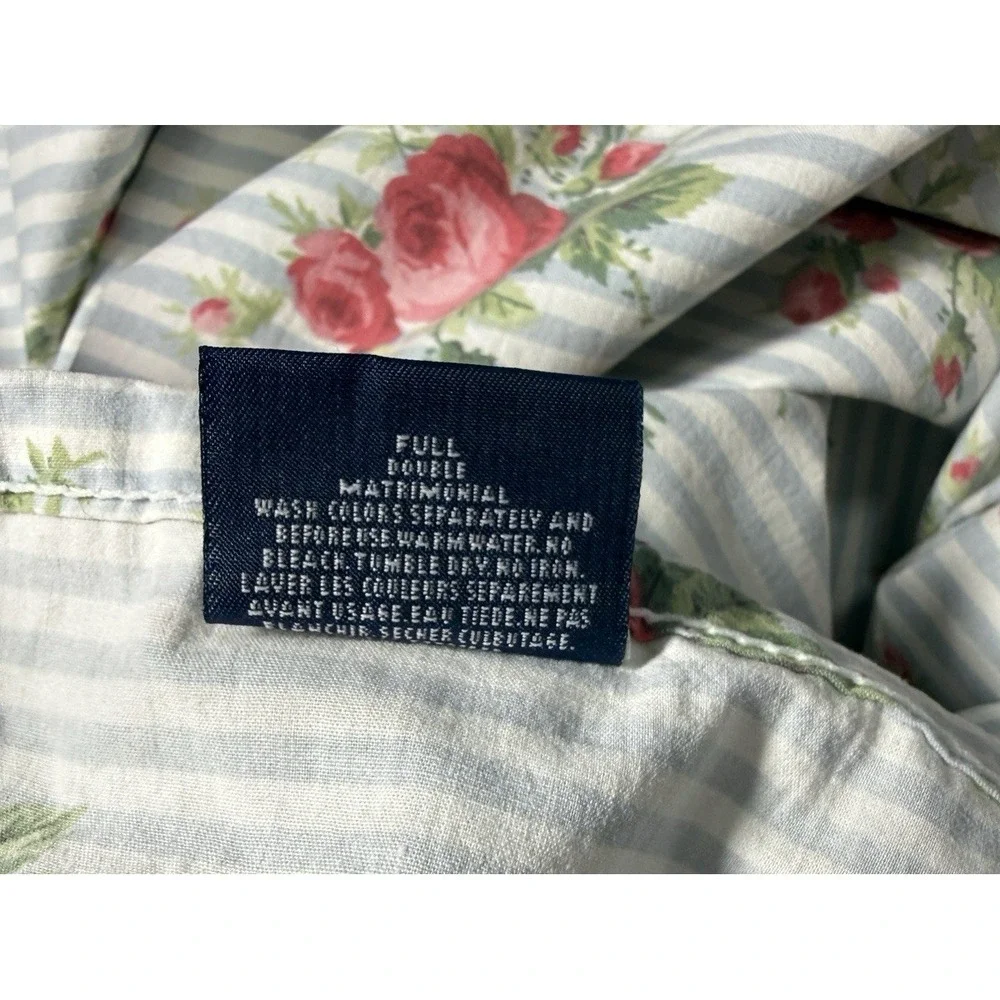 FULL
DOUBLE
MATRIMONIAL
WASH COLORS SEPARATELY AND
BEFORE USE WARM WATER. NO
BLEACH TUMBLE DRY. NO IRON.
LAVER LES COULEURS SEPAREMENT
AVANT USAGE. EAU TIEDE. NE PAS
BLANCHIR SECHER CULBUTAGE.